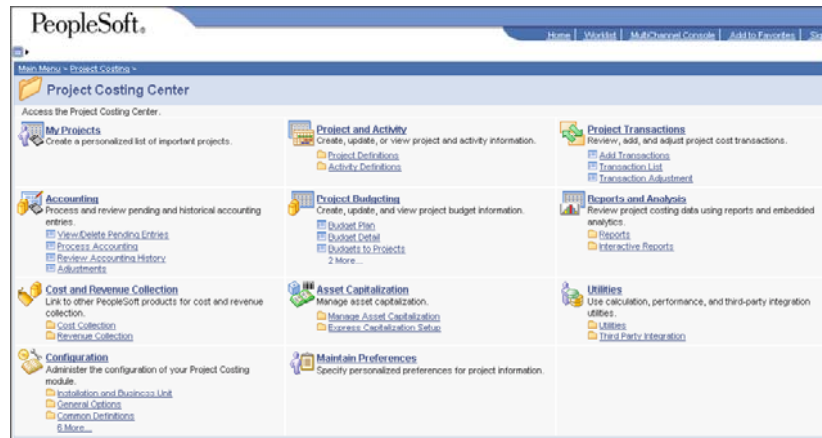 PeopleSoft.
Home | Worklist | MultiChannel Console | Add to Favorites |
Main Menu > Project Costing >
Project Costing Center
Access the Project Costing Center.
My Projects
Create a personalized list of important projects.
Project and Activity
Create, update, or view project and activity information.
Project Definitions
Activity Definitions
Project Transactions
Review, add, and adjust project cost transactions.
Add Transactions
Transaction List
Transaction Adjustment
Accounting
Process and review pending and historical accounting
entries.
View/Delete Pending Entries
Process Accounting
Review Accounting History
Adjustments
Project Budgeting
Create, update, and view project budget information.
Budget Plan
Budget Detail
Budgets to Projects
2 More...
Reports and Analysis
Review project costing data using reports and embedded
analytics.
Reports
Interactive Reports
Cost and Revenue Collection
Link to other PeopleSoft products for cost and revenue
collection.
Cost Collection
Revenue Collection
Asset Capitalization
Manage asset capitalization.
Manage Asset Capitalization
Express Capitalization Setup
Utilities
Use calculation, performance, and third-party integration
utilities.
Utilities
Third Party Integration
Configuration
Administer the configuration of your Project Costing
module.
Installation and Business Unit
General Options
Common Definitions
6 More...
Maintain Preferences
Specify personalized preferences for project information.